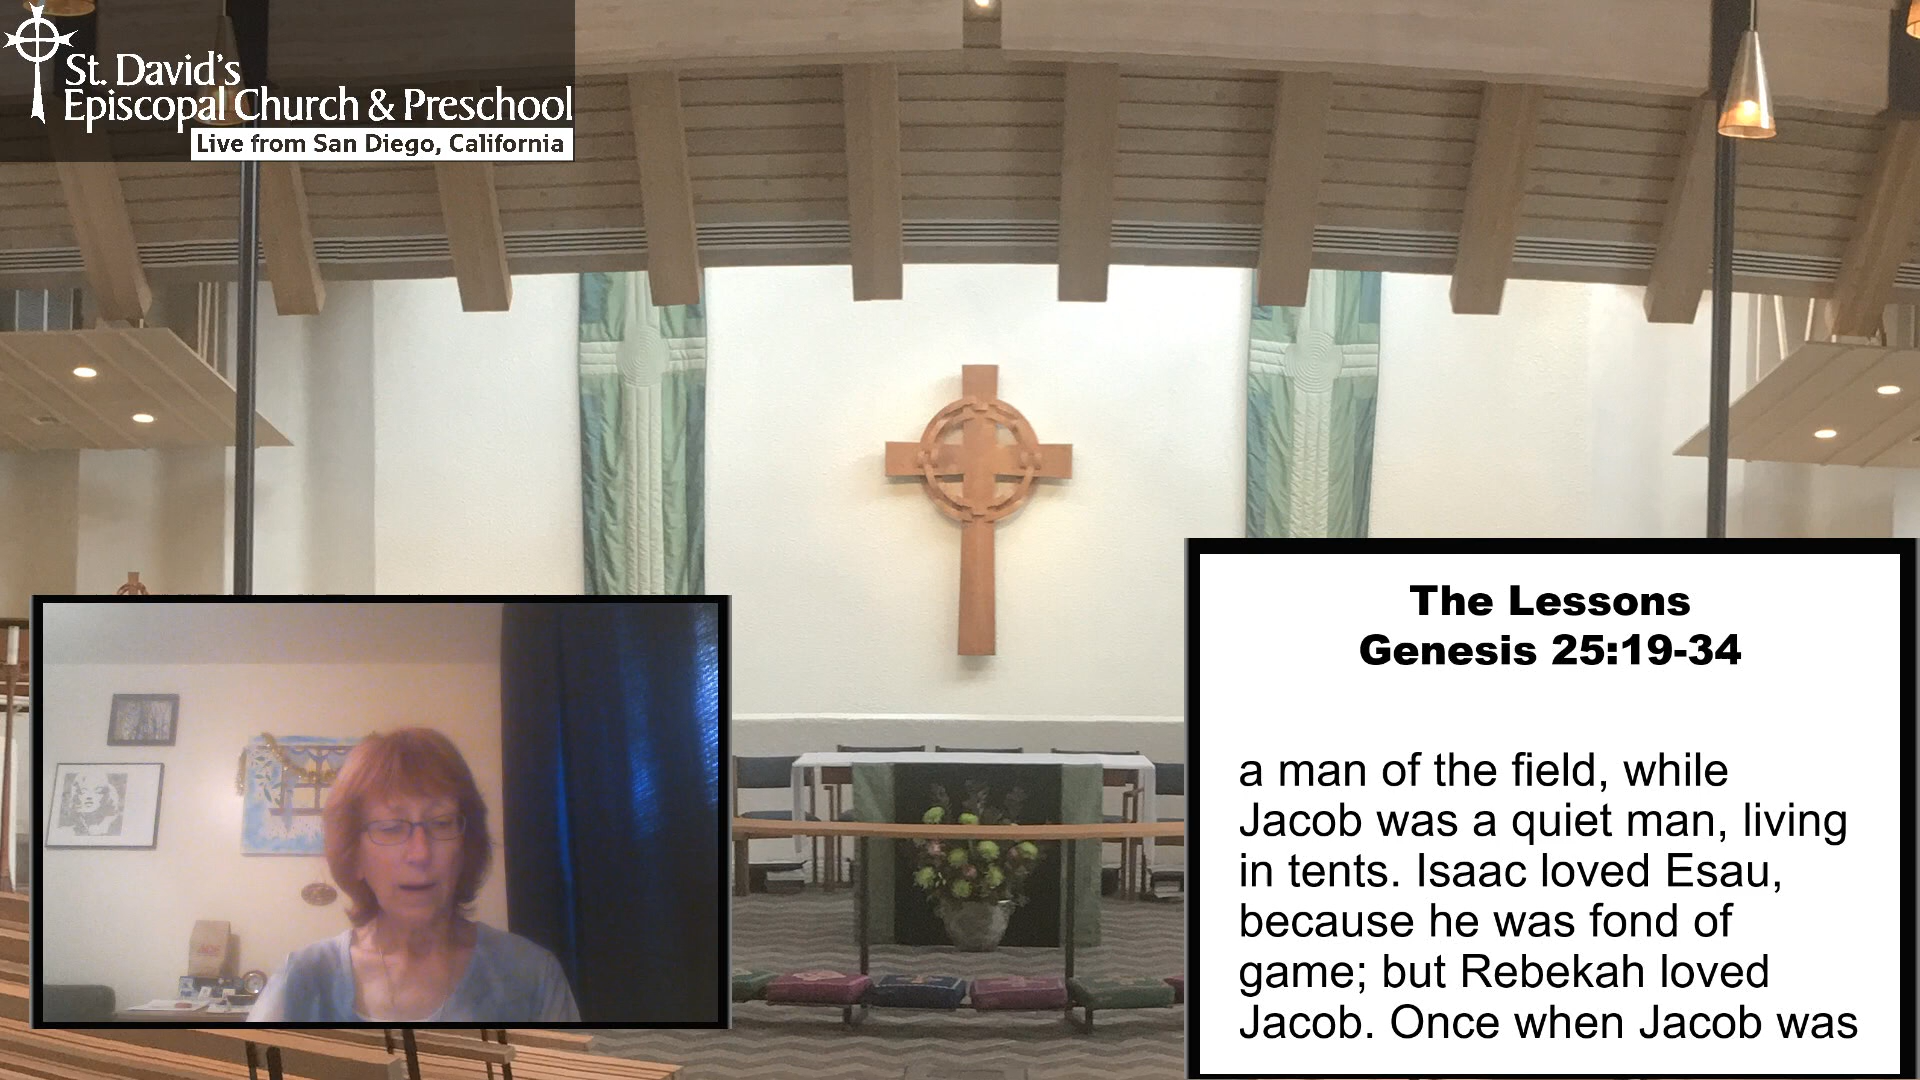 St. David's
Episcopal Church & Preschool
Live from San Diego, California
The Lessons
Genesis 25:19-34
a man of the field, while
Jacob was a quiet man, living
in tents. Isaac loved Esau,
because he was fond of
game; but Rebekah loved
Jacob. Once when Jacob was